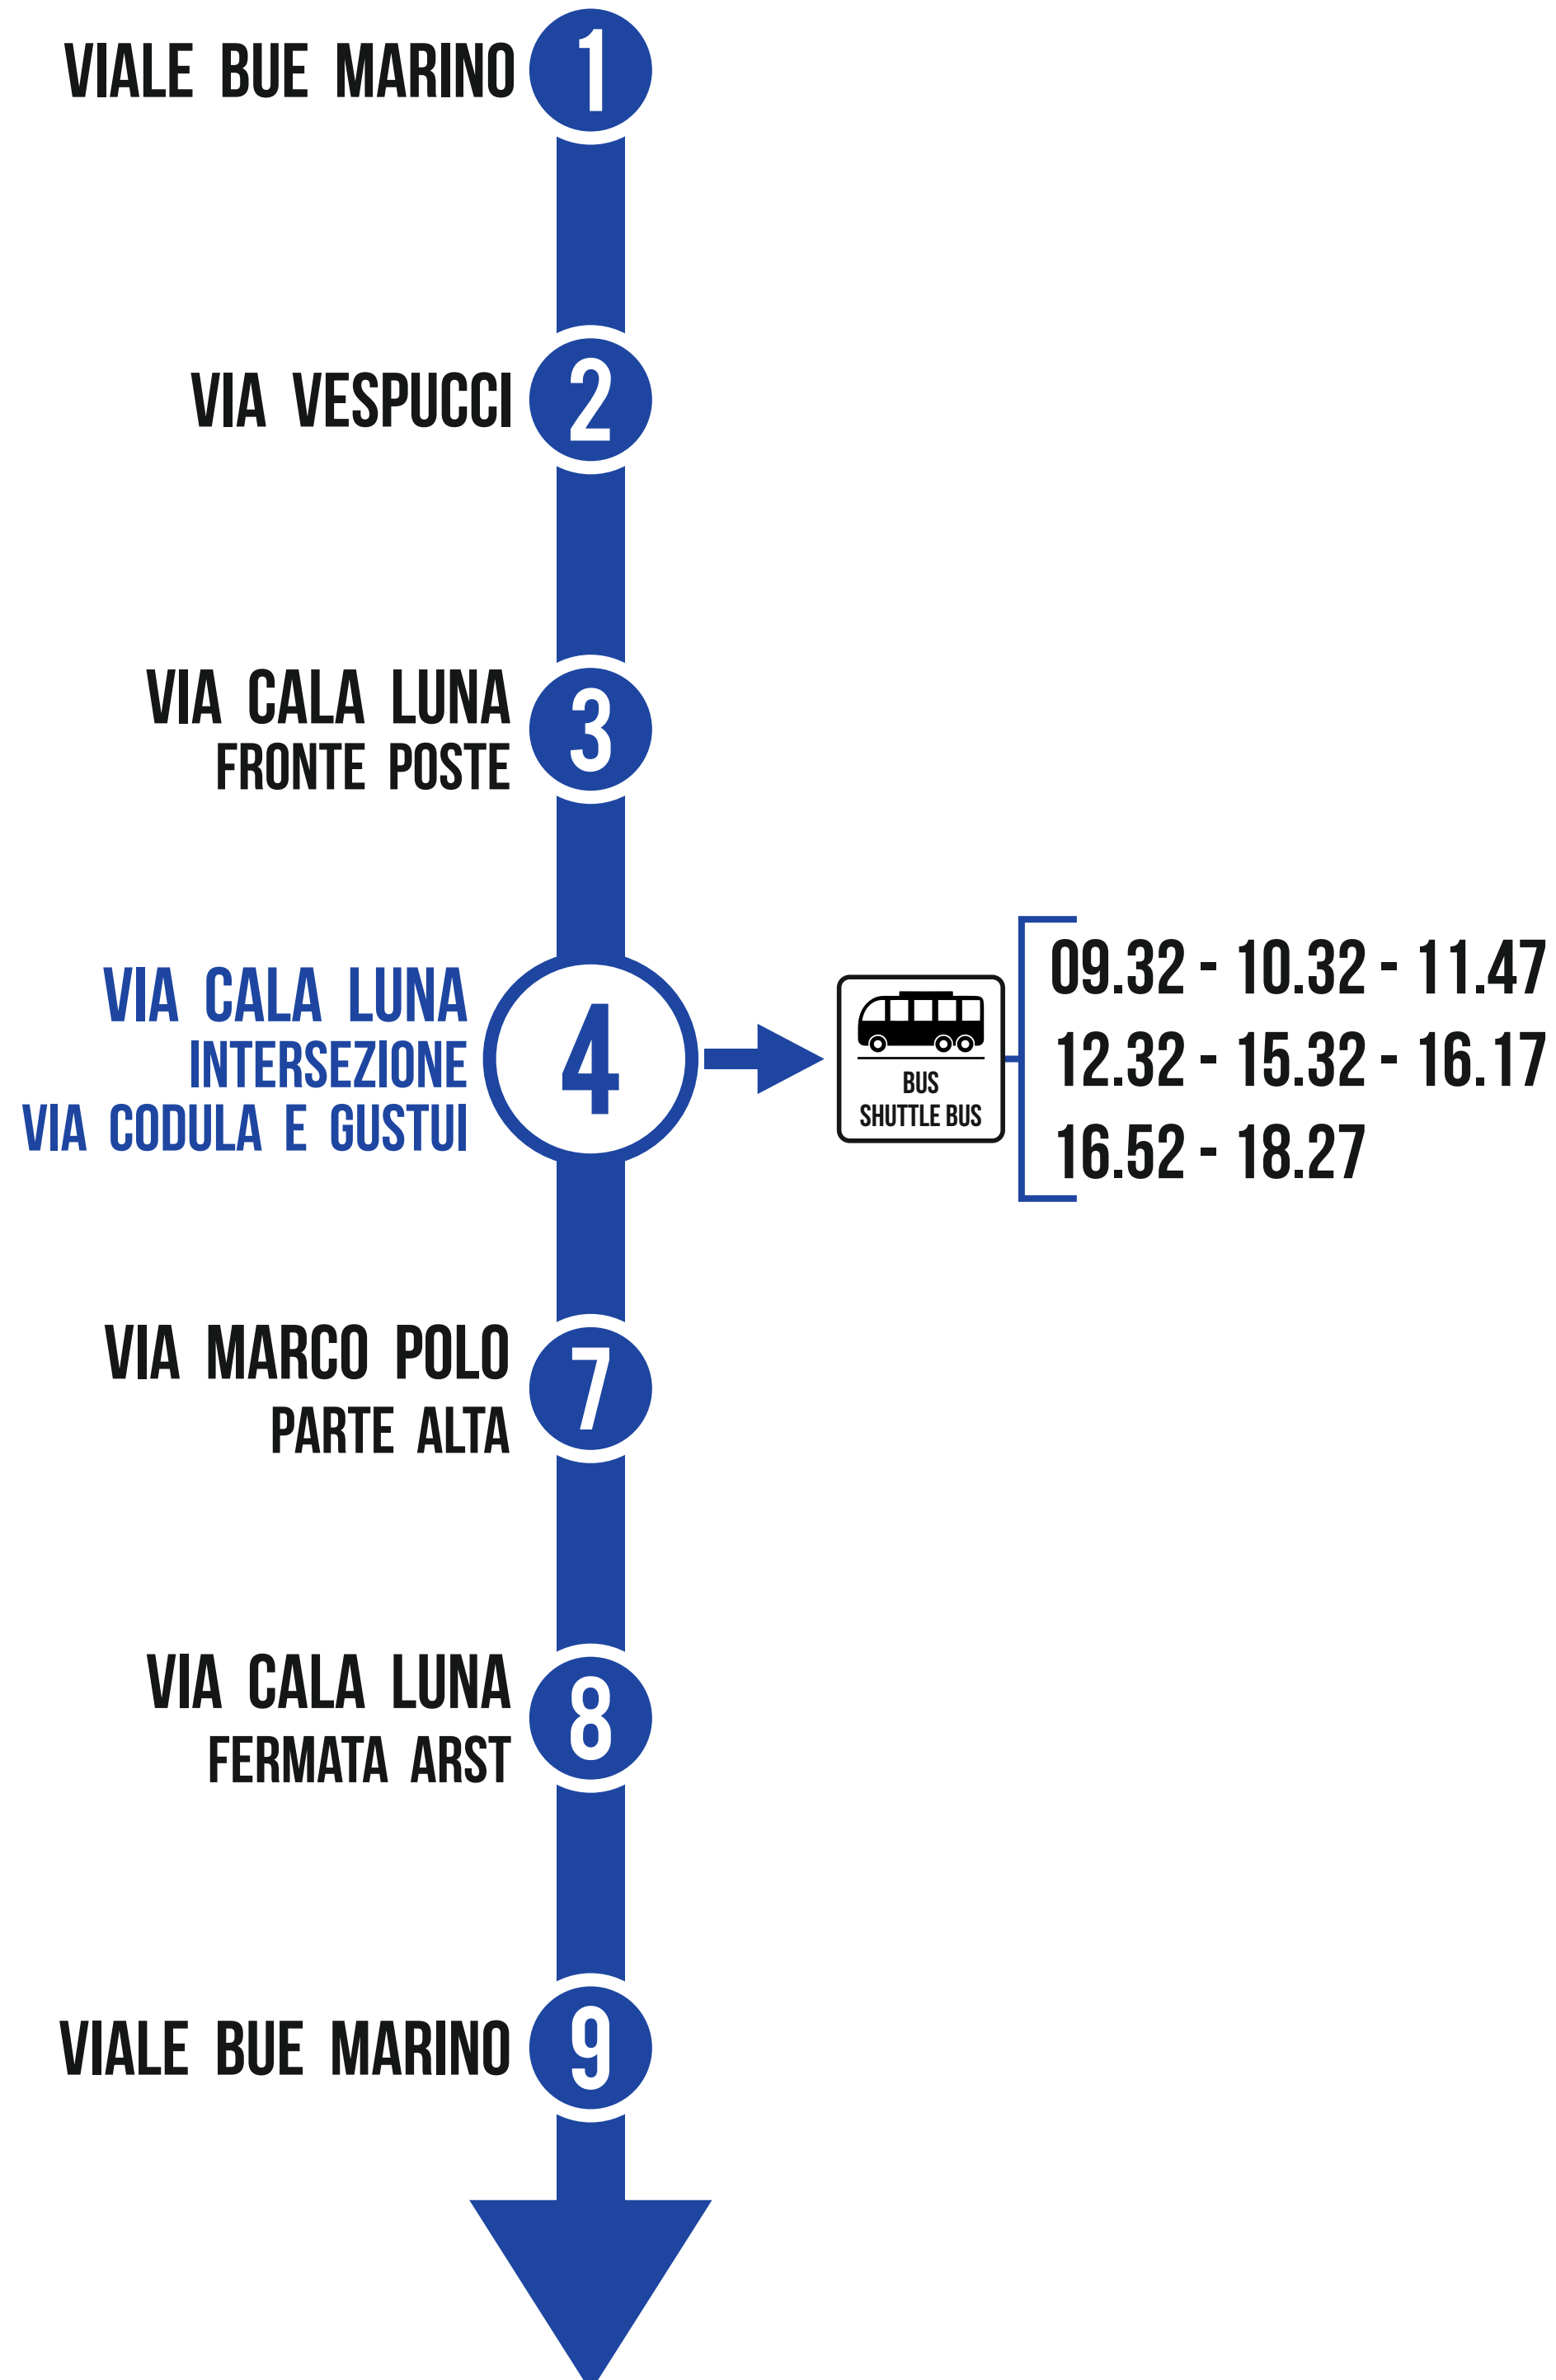 VIALE BUE MARINO
1
VIA VESPUCCI
2
VIA CALA LUNA
FRONTE POSTE
3
VIA CALA LUNA
INTERSEZIONE
VIA CODULA E GUSTUI
4
BUS
SHUTTLE BUS
09.32 - 10.32 - 11.47
12.32 - 15.32 - 16.17
16.52 - 18.27
VIA MARCO POLO
PARTE ALTA
7
VIA CALA LUNA
FERMATA ARST
8
VIALE BUE MARINO
9